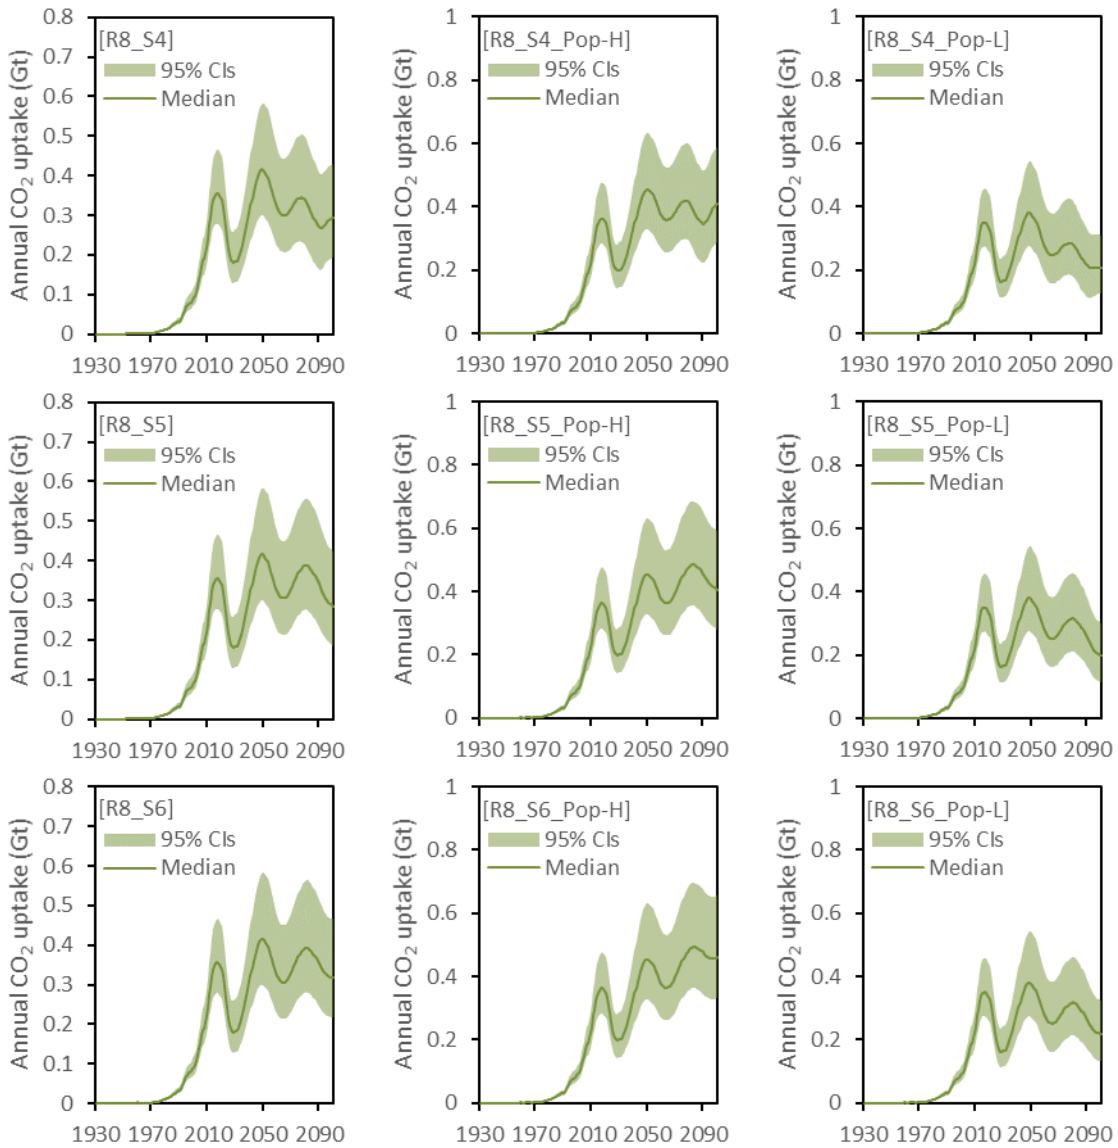 [R8_S4]
95% CIs
Median
Annual CO₂ uptake (Gt)
0.8
0.7
0.6
0.5
0.4
0.3
0.2
0.1
0
1930 1970 2010 2050 2090
[R8_S4_Pop-H]
95% CIs
Median
Annual CO₂ uptake (Gt)
1
0.8
0.6
0.4
0.2
0
1930 1970 2010 2050 2090
[R8_S4_Pop-L]
95% CIs
Median
Annual CO₂ uptake (Gt)
1
0.8
0.6
0.4
0.2
0
1930 1970 2010 2050 2090
[R8_S5]
95% CIs
Median
Annual CO₂ uptake (Gt)
0.8
0.7
0.6
0.5
0.4
0.3
0.2
0.1
0
1930 1970 2010 2050 2090
[R8_S5_Pop-H]
95% CIs
Median
Annual CO₂ uptake (Gt)
1
0.8
0.6
0.4
0.2
0
1930 1970 2010 2050 2090
[R8_S5_Pop-L]
95% CIs
Median
Annual CO₂ uptake (Gt)
1
0.8
0.6
0.4
0.2
0
1930 1970 2010 2050 2090
[R8_S6]
95% CIs
Median
Annual CO₂ uptake (Gt)
0.8
0.7
0.6
0.5
0.4
0.3
0.2
0.1
0
1930 1970 2010 2050 2090
[R8_S6_Pop-H]
95% CIs
Median
Annual CO₂ uptake (Gt)
1
0.8
0.6
0.4
0.2
0
1930 1970 2010 2050 2090
[R8_S6_Pop-L]
95% CIs
Median
Annual CO₂ uptake (Gt)
1
0.8
0.6
0.4
0.2
0
1930 1970 2010 2050 2090